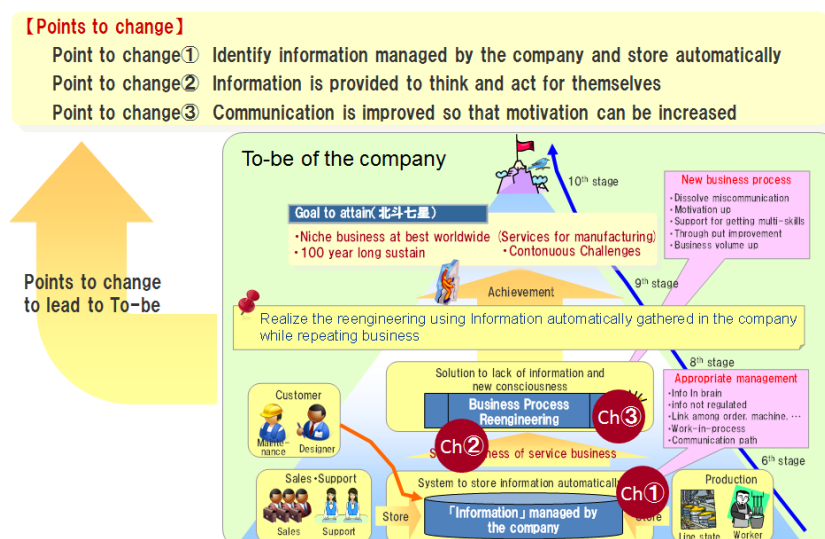 【Points to change】
Point to change① Identify information managed by the company and store automatically
Point to change② Information is provided to think and act for themselves
Point to change③ Communication is improved so that motivation can be increased
To-be of the company
10th stage
New business process
・Dissolve miscommunication
・Motivation up
・Support for getting multi-skills
・Through put improvement
・Business volume up
Goal to attain(北斗七星)
・Niche business at best worldwide (Services for manufacturing)
・100 year long sustain
・Contonuous Challenges
Points to change
to lead to To-be
Achievement
9th stage
Realize the reengineering using Information automatically gathered in the company
while repeating business
8th stage
Solution to lack of information and
new consciousness
Business Process
Reengineering
Ch③
Appropriate management
・Info In brain
・info not regulated
・Link among order, machine, …
・Work-in-process
・Communication path
Customer
Mainte-
nance
Designer
Ch②
of service business
6th stage
Sales・Support
Sales
Support
System to store information automatically
Ch①
Production
Store
「Information」 managed by
the company
Store
Line state
Worker